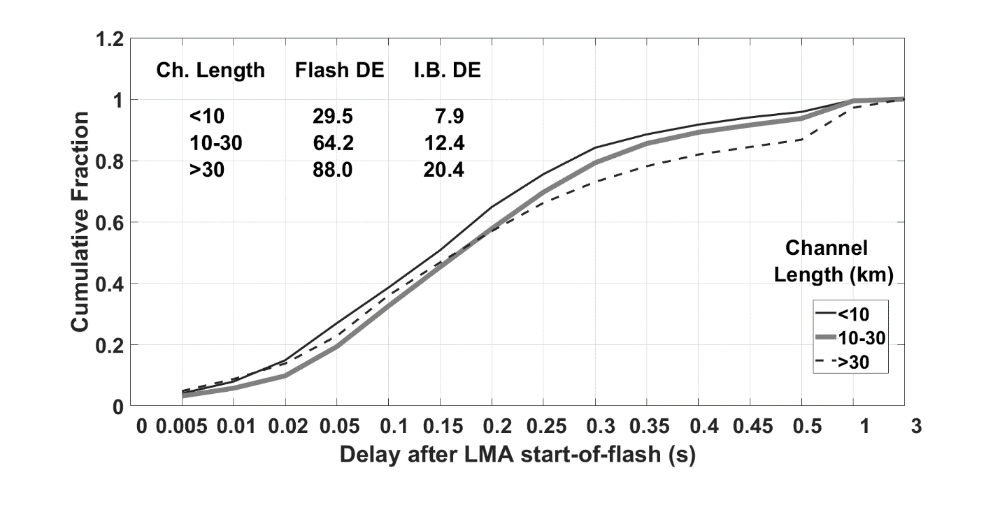 1.2
1
0.8
0.6
0.4
0.2
0
Cumulative Fraction
Ch. Length Flash DE I.B. DE
<10 29.5 7.9
10-30 64.2 12.4
>30 88.0 20.4
Channel
Length (km)
<10
10-30
>30
0 0.005 0.01 0.02 0.05 0.1 0.15 0.2 0.25 0.3 0.35 0.4 0.45 0.5 1 3
Delay after LMA start-of-flash (s)